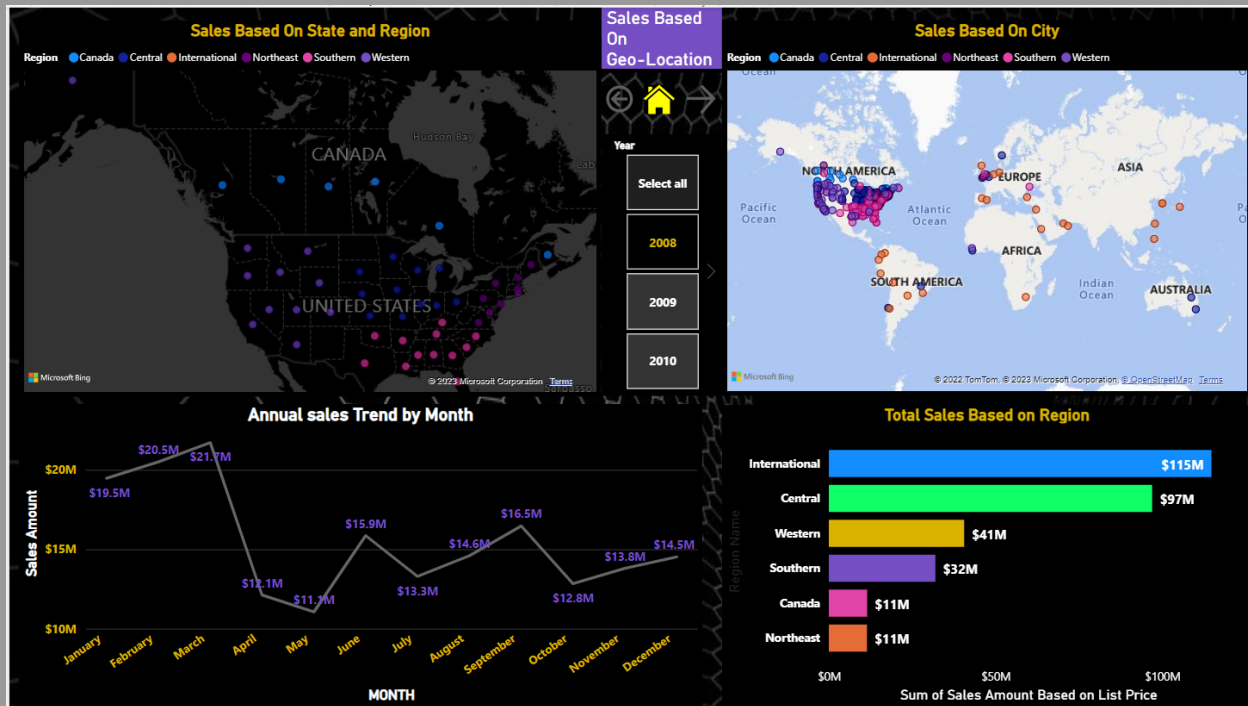 Sales Based On State and Region
Region Canada Central International Northeast Southern Western
Hudson Bay
CANADA
Lab
UNITED STATES
Sargasso
Microsoft Bing
© 2023 Microsoft Corporation Terms
Sales Based
On
Geo-Location
Year
Select all
2008
2009
2010
Sales Based On City
Region Canada Central International Northeast Southern Western
Ocean
Ocean
NORTH AMERICA
EUROPE
ASIA
Pacific
Ocean
Atlantic
Ocean
Pa
AFRICA
SOUTH AMERICA
Indian
Ocean
AUSTRALIA
Microsoft Bing
© 2022 TomTom, © 2023 Microsoft Corporation, © OpenStreetMap Terms
Annual sales Trend by Month
Sales Amount
$20M
$15M
$10M
$19.5M
$20.5M
$21.7M
$12.1M
$11.1M
$15.9M
$13.3M
$14.6M
$16.5M
$12.8M
$13.8M
$14.5M
January
February
March
April
May
June
July
August
September
October
November
December
MONTH
Total Sales Based on Region
Region Name
International $115M
Central $97M
Western $41M
Southern $32M
Canada $11M
Northeast $11M
$0M $50M $100M
Sum of Sales Amount Based on List Price